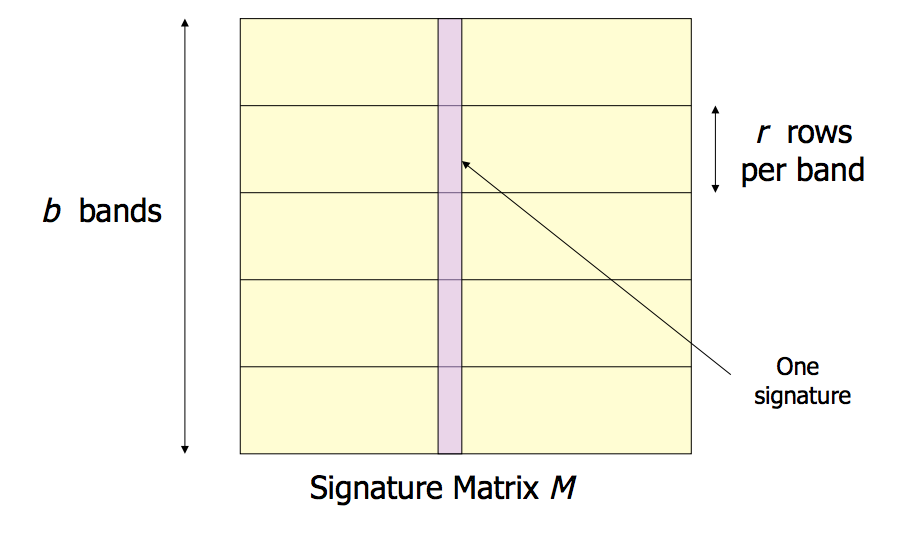 r rows
per band
b bands
One
signature
Signature Matrix M